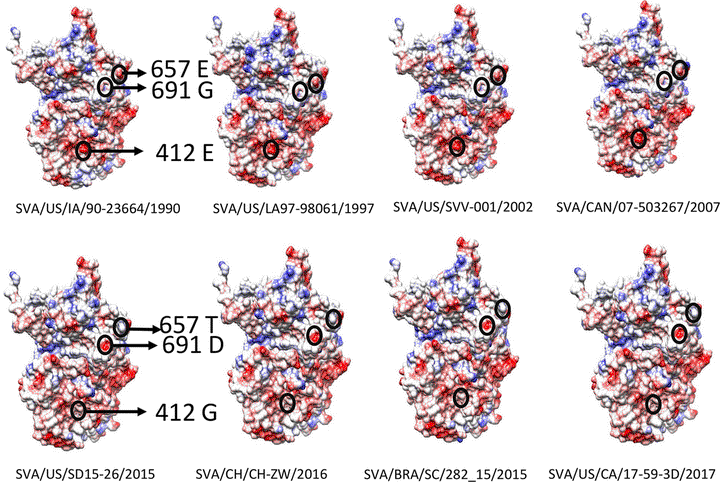 657 E
691 G
412 E
SVA/US/IA/90-23664/1990
SVA/US/LA97-98061/1997
SVA/US/SVV-001/2002
SVA/CAN/07-503267/2007
657 T
691 D
412 G
SVA/US/SD15-26/2015
SVA/CH/CH-ZW/2016
SVA/BRA/SC/282_15/2015
SVA/US/CA/17-59-3D/2017